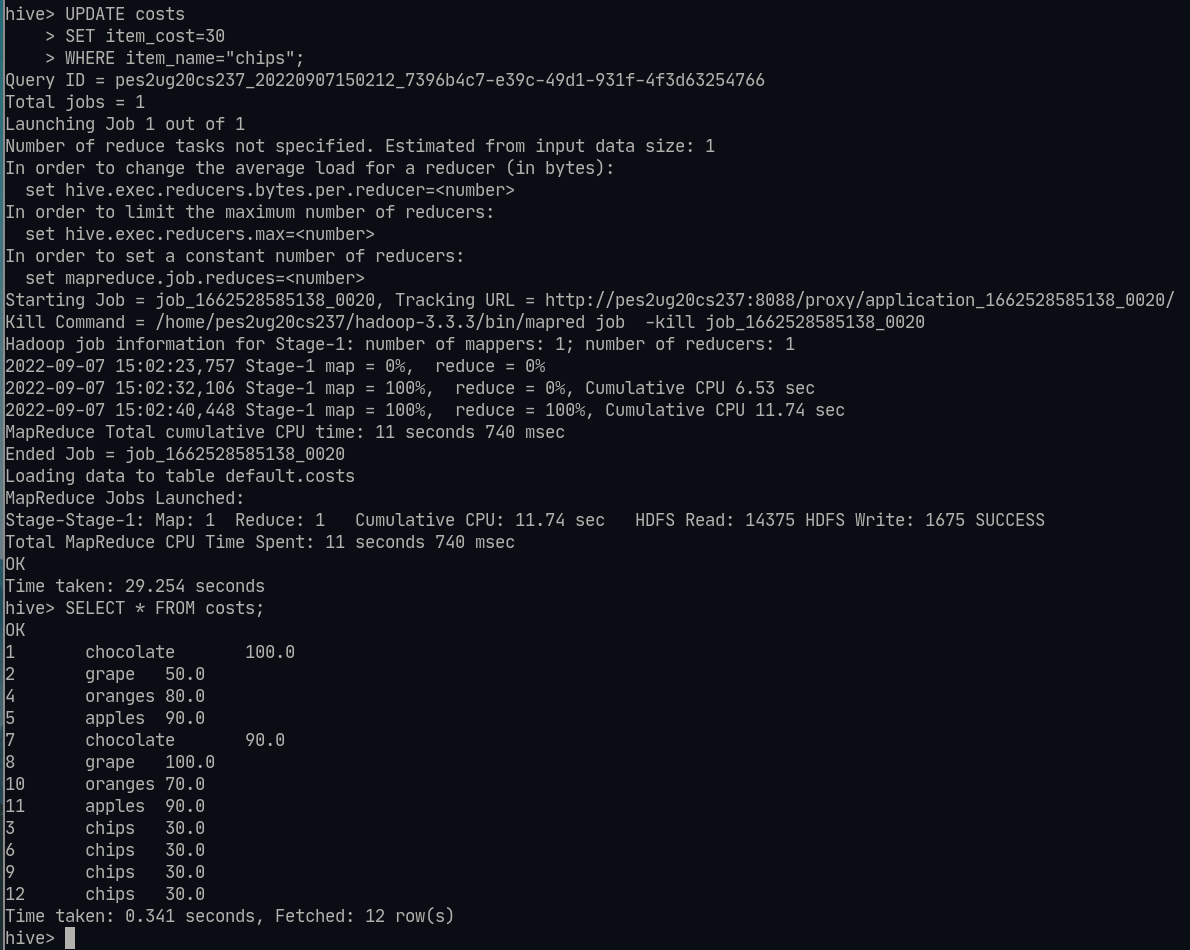 hive> UPDATE costs
    > SET item_cost=30
    > WHERE item_name="chips";
Query ID = pes2ug20cs237_20220907150212_7396b4c7-e39c-49d1-931f-4f3d63254766
Total jobs = 1
Launching Job 1 out of 1
Number of reduce tasks not specified. Estimated from input data size: 1
In order to change the average load for a reducer (in bytes):
  set hive.exec.reducers.bytes.per.reducer=<number>
In order to limit the maximum number of reducers:
  set hive.exec.reducers.max=<number>
In order to set a constant number of reducers:
  set mapreduce.job.reduces=<number>
Starting Job = job_1662528585138_0020, Tracking URL = http://pes2ug20cs237:8088/proxy/application_1662528585138_0020/
Kill Command = /home/pes2ug20cs237/hadoop-3.3.3/bin/mapred job  -kill job_1662528585138_0020
Hadoop job information for Stage-1: number of mappers: 1; number of reducers: 1
2022-09-07 15:02:23,757 Stage-1 map = 0%,  reduce = 0%
2022-09-07 15:02:32,106 Stage-1 map = 100%,  reduce = 0%, Cumulative CPU 6.53 sec
2022-09-07 15:02:40,448 Stage-1 map = 100%,  reduce = 100%, Cumulative CPU 11.74 sec
MapReduce Total cumulative CPU time: 11 seconds 740 msec
Ended Job = job_1662528585138_0020
Loading data to table default.costs
MapReduce Jobs Launched:
Stage-Stage-1: Map: 1  Reduce: 1   Cumulative CPU: 11.74 sec   HDFS Read: 14375 HDFS Write: 1675 SUCCESS
Total MapReduce CPU Time Spent: 11 seconds 740 msec
OK
Time taken: 29.254 seconds
hive> SELECT * FROM costs;
OK
1       chocolate       100.0
2       grape   50.0
4       oranges 80.0
5       apples  90.0
7       chocolate       90.0
8       grape   100.0
10      oranges 70.0
11      apples  90.0
3       chips   30.0
6       chips   30.0
9       chips   30.0
12      chips   30.0
Time taken: 0.341 seconds, Fetched: 12 row(s)
hive>